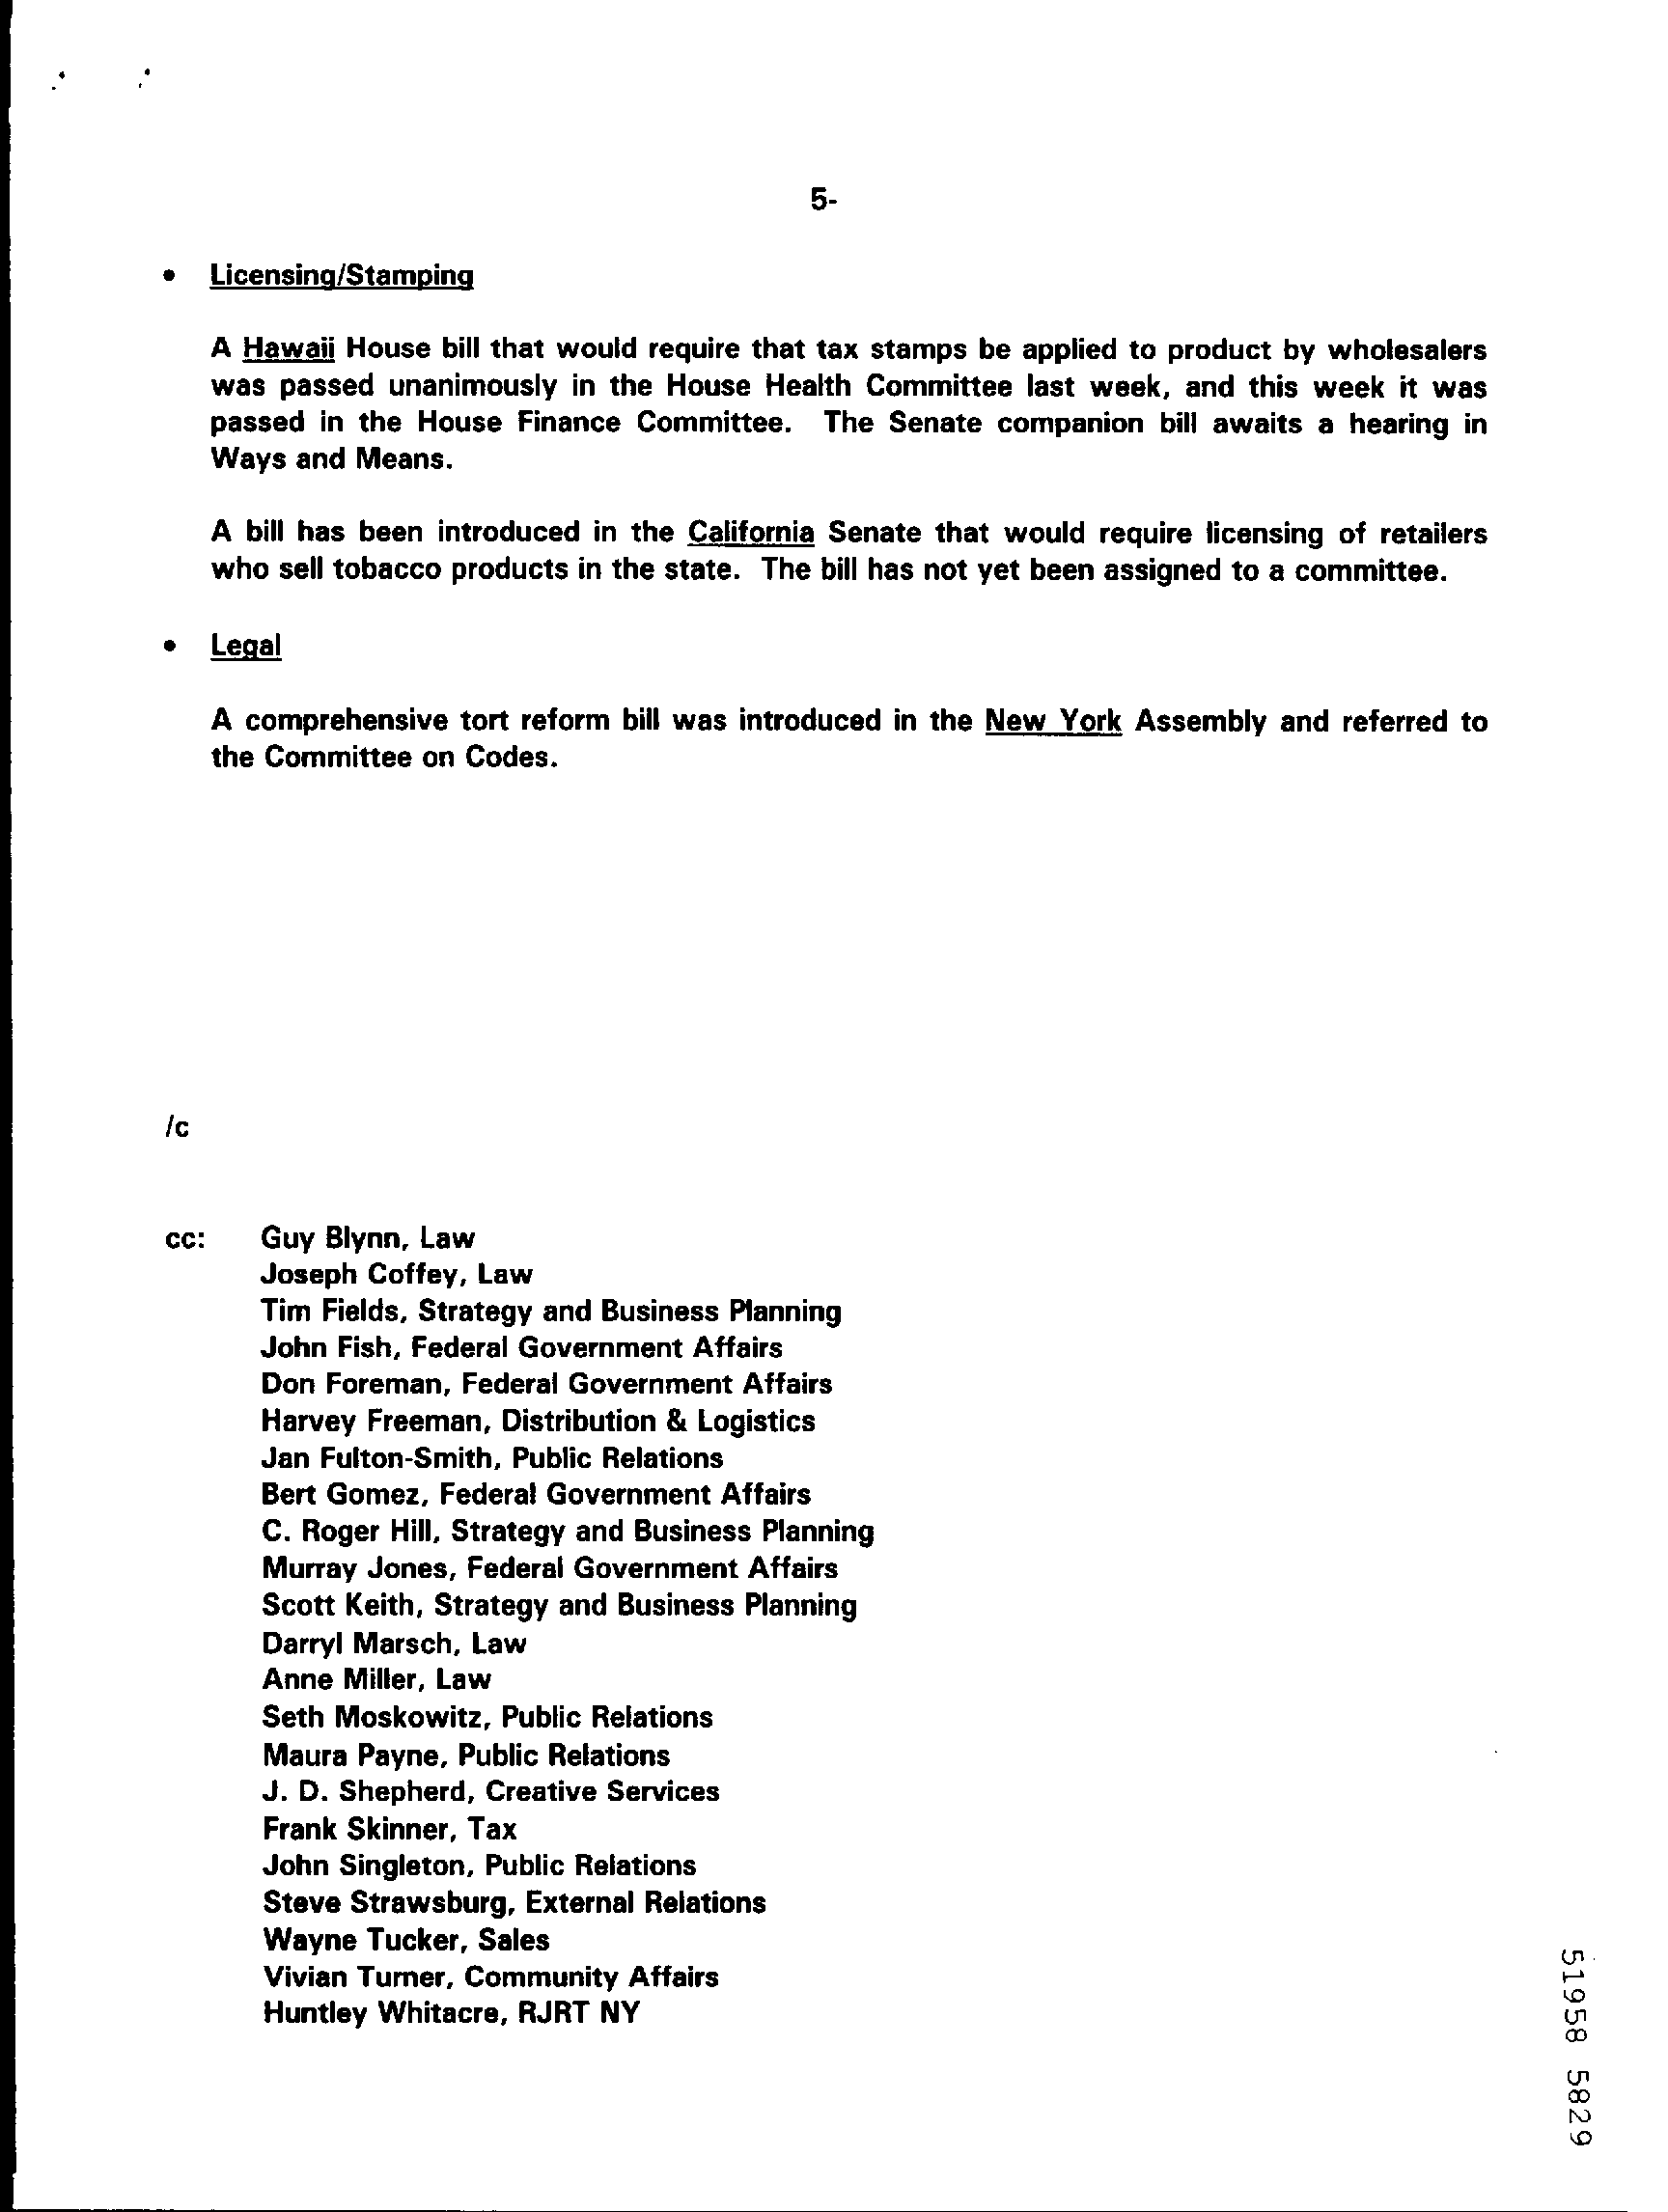 5-
• Licensing/Stamping
A Hawaii House bill that would require that tax stamps be applied to product by wholesalers
was passed unanimously in the House Health Committee last week, and this week it was
passed in the House Finance Committee. The Senate companion bill awaits a hearing in
Ways and Means.
A bill has been introduced in the California Senate that would require licensing of retailers
who sell tobacco products in the state. The bill has not yet been assigned to a committee.
• Legal
A comprehensive tort reform bill was introduced in the New York Assembly and referred to
the Committee on Codes.
/c
cc: Guy Blynn, Law
Joseph Coffey, Law
Tim Fields, Strategy and Business Planning
John Fish, Federal Government Affairs
Don Foreman, Federal Government Affairs
Harvey Freeman, Distribution & Logistics
Jan Fulton-Smith, Public Relations
Bert Gomez, Federal Government Affairs
C. Roger Hill, Strategy and Business Planning
Murray Jones, Federal Government Affairs
Scott Keith, Strategy and Business Planning
Darryl Marsch, Law
Anne Miller, Law
Seth Moskowitz, Public Relations
Maura Payne, Public Relations
J. D. Shepherd, Creative Services
Frank Skinner, Tax
John Singleton, Public Relations
Steve Strawsburg, External Relations
Wayne Tucker, Sales
Vivian Turner, Community Affairs
Huntley Whitacre, RJRT NY
51958 5829